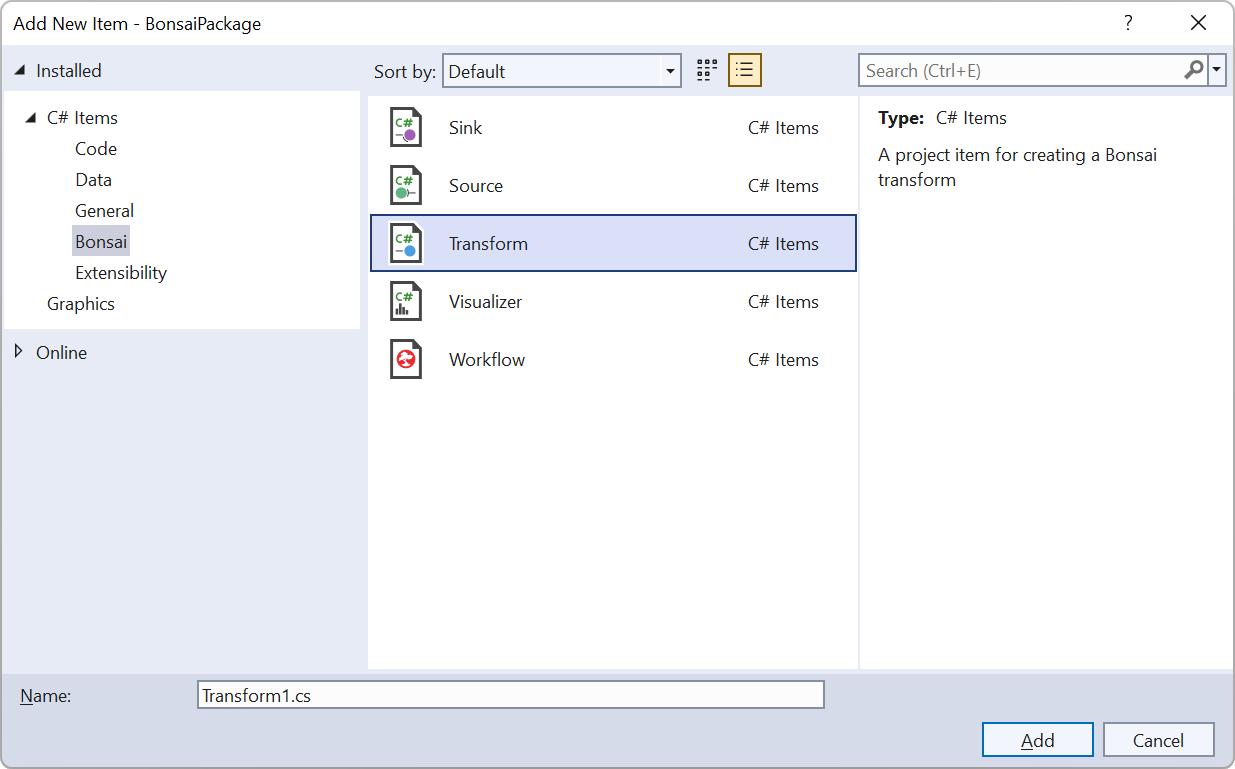 Add New Item - BonsaiPackage ?
Installed
Sort by: Default
Search (Ctrl+E)
C# Items
Code
Data
General
Bonsai
Extensibility
Graphics
Online
C# Sink C# Items
C# Source C# Items
C# Transform C# Items
C# Visualizer C# Items
Workflow C# Items
Type: C# Items
A project item for creating a Bonsai
transform
Name: Transform1.cs
Add Cancel